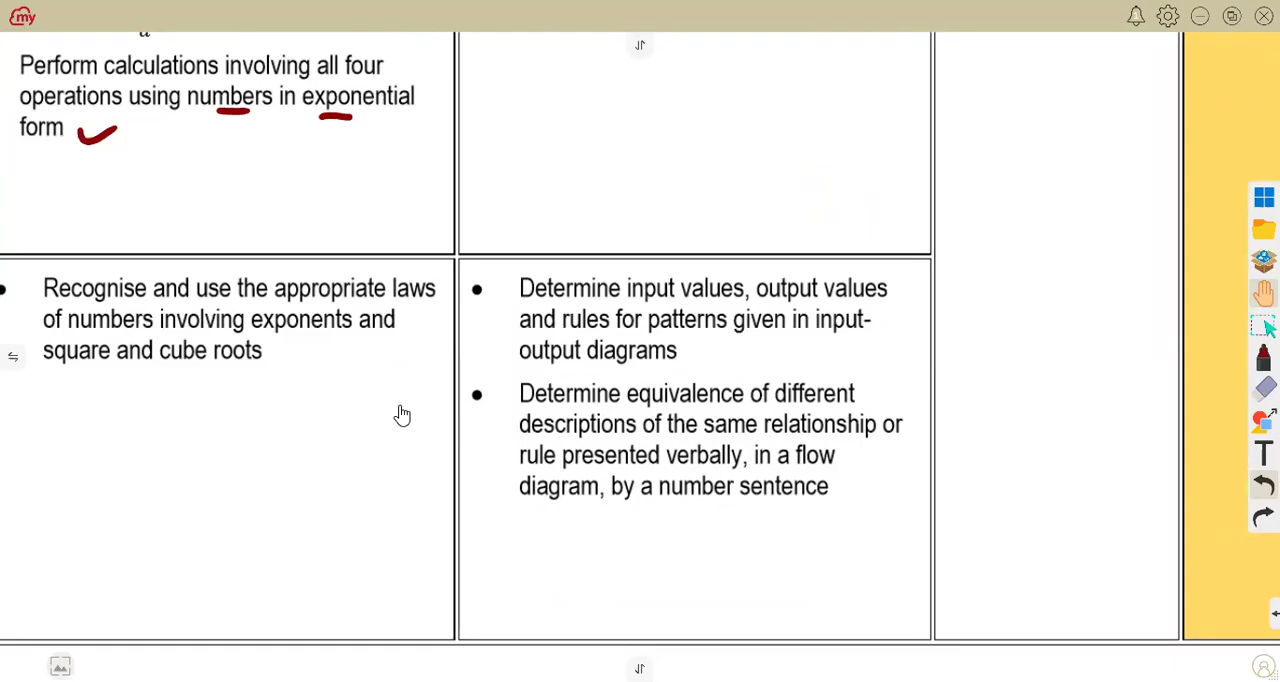 my
a
Perform calculations involving all four
operations using numbers in exponential
form
• Recognise and use the appropriate laws
of numbers involving exponents and
square and cube roots
• Determine input values, output values
and rules for patterns given in input-
output diagrams
• Determine equivalence of different
descriptions of the same relationship or
rule presented verbally, in a flow
diagram, by a number sentence
T